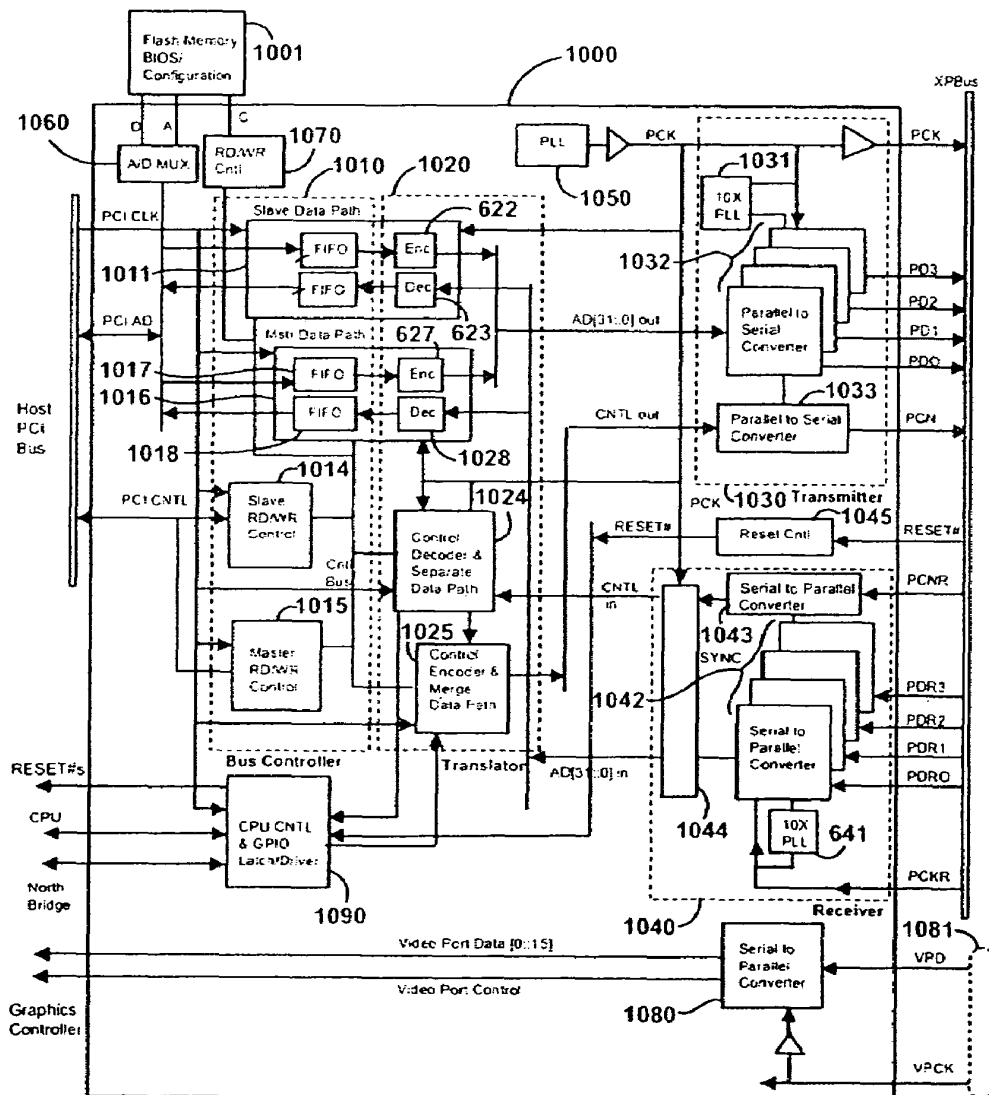 Flash Memory
BIOS/
Configuration
1001
1000
XPBus
D
A
C
1060
A/D MUX
RD/WR
Cntl
1070
1010
1020
PLL
1050
PCK
PCK
1031
10X
PLL
PCI CLK
Slave Data Path
622
FIFO
Enc
1011
FIFO
Dec
623
1032
PD3
PD2
PD1
PD0
Parallel to
Serial
Converter
AD[31::0] out
PCI AD
Mstr Data Path
627
1017
FIFO
Enc
1016
FIFO
Dec
1018
1028
1033
CNTL out
Parallel to Serial
Converter
PCN
Host
PCI
Bus
1014
1024
PCI CNTL
Slave
RD/WR
Control
PCK
1030
Transmitter
1045
RESET#
Reset Cntl
RESET#
Control
Decoder &
Separate
Data Path
Cntl
Bus
CNTL
in
Serial to Parallel
Converter
PCNR
1043
SYNC
1015
1025
Master
RD/WR
Control
Control
Encoder &
Merge
Data Path
1042
PDR3
PDR2
PDR1
PDR0
Serial to
Parallel
Converter
Bus Controller
Translator
AD[31::0] in
RESET#s
CPU
CPU CNTL
& GPIO
Latch/Driver
1044
10X
PLL
641
PCKR
North
Bridge
1090
1040
Receiver
1081
Video Port Data [0::15]
Serial to
Parallel
Converter
VPD
Video Port Control
1080
Graphics
Controller
VPCK